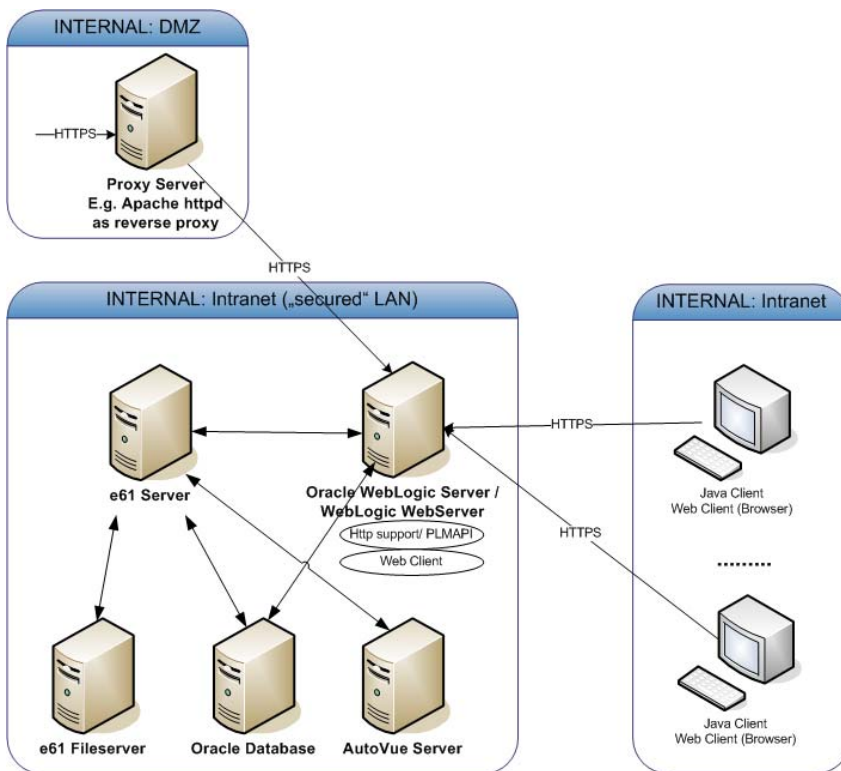 INTERNAL: DMZ
HTTPS
Proxy Server
E.g. Apache httpd
as reverse proxy
HTTPS
INTERNAL: Intranet („secured“ LAN)
INTERNAL: Intranet
HTTPS
e61 Server
Oracle WebLogic Server /
WebLogic WebServer
Http support/ PLMAPI
Web Client
Java Client
Web Client (Browser)
HTTPS
..........
e61 Fileserver
Oracle Database
AutoVue Server
Java Client
Web Client (Browser)